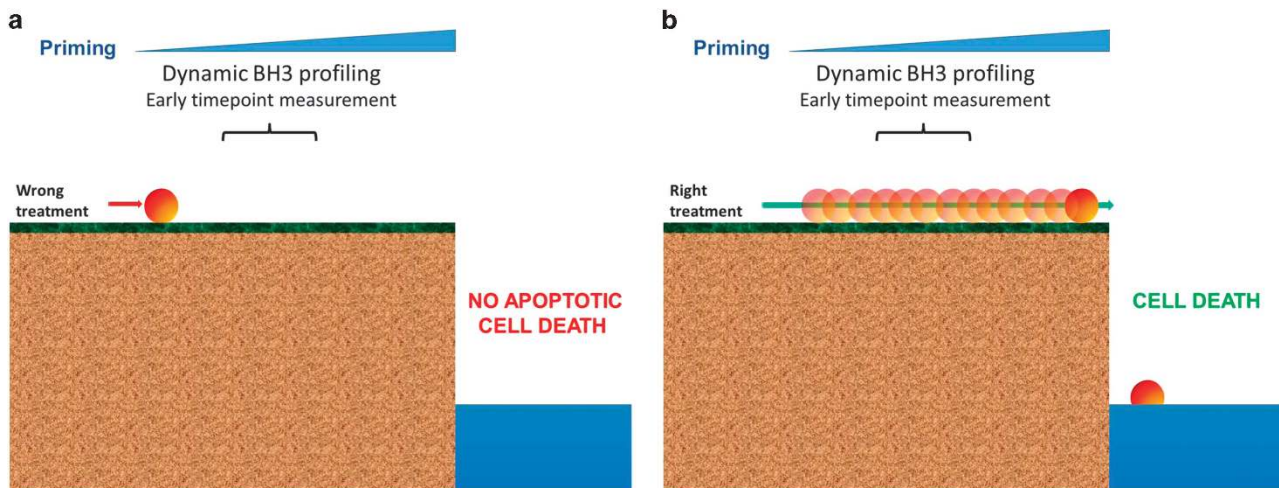 a
Priming
Dynamic BH3 profiling
Early timepoint measurement
Wrong
treatment
NO APOPTOTIC
CELL DEATH
b
Priming
Dynamic BH3 profiling
Early timepoint measurement
Right
treatment
CELL DEATH